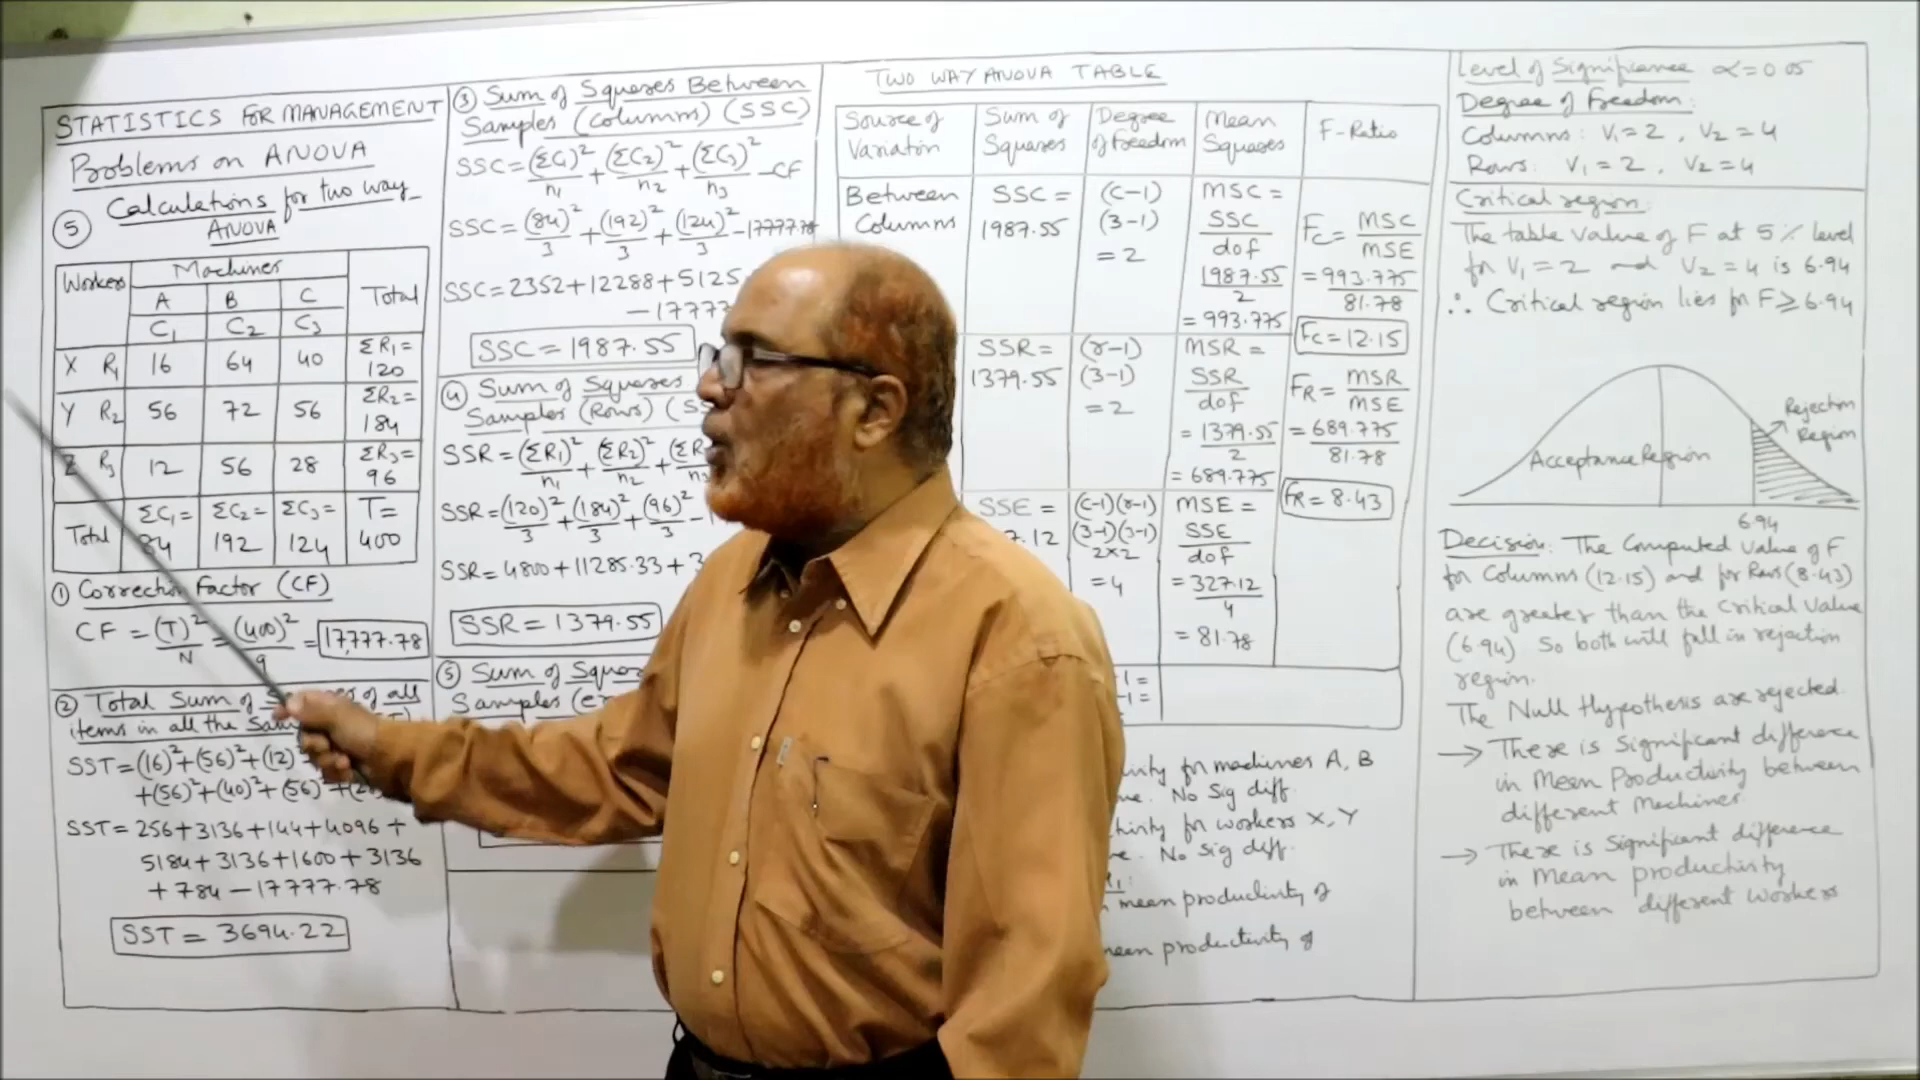 STATISTICS FOR MANAGEMENT
Problems on ANOVA
⑤ Calculations for two way
ANOVA
Workers Machines Total
A B C
C₁ C₂ C₃
X R₁ 16 64 40 ΣR₁= 120
Y R₂ 56 72 56 ΣR₂= 184
Z R₃ 12 56 28 ΣR₃= 96
Total ΣC₁= 84 ΣC₂= 192 ΣC₃= 124 T= 400
① Correction Factor (CF)
CF = (T)²/N = (400)²/9 = 17,777.78
② Total Sum of Squares of all
items in all the
SST=(16)²+(56)²+(12)²
+(56)²+(40)²+(56)²+
SST=256+3136+144+4096+
5184+3136+1600+3136
+784-17777.78
SST = 3694.22
③ Sum of Squares Between
Samples (Columns) (SSC)
SSC=(ΣC₁)²/n₁+(ΣC₂)²/n₂+(ΣC₃)²/n₃-CF
SSC=(84)²/3+(192)²/3+(124)²/3-17777.78
SSC=2352+12288+5125
-17777
SSC=1987.55
④ Sum of Squares
Samples (Rows) (
SSR=(ΣR₁)²/n₁+(ΣR₂)²/n₂+
SSR=(120)²/3+(184)²/3+(96)²/3-
SSR=4800+11285.33+3
SSR=1379.55
⑤ Sum of
Samples
TWO WAY ANOVA TABLE
Source of Variation Sum of Squares Degree of freedom Mean Squares F-Ratio
Between Columns SSC= 1987.55 (C-1) (3-1) =2 MSC= SSC/dof 1987.55/2 =993.775 Fc= MSC/MSE =993.775/81.78 Fc=12.15
SSR= 1379.55 (r-1) (3-1) =2 MSR= SSR/dof =1379.55/2 =689.775 FR= MSR/MSE =689.775/81.78 FR=8.43
SSE= 7.12 (C-1)(r-1) (3-1)(3-1) 2×2 =4 MSE= SSE/dof =327.12/4 =81.78
-1=
-1=
for machines A, B
No Sig diff.
for workers X, Y
No Sig diff.
mean productivity of
productivity of
Level of Significance α=0.05
Degree of freedom:
Columns: V₁=2, V₂=4
Rows: V₁=2, V₂=4
Critical region:
The table value of F at 5% level
for V₁=2 and V₂=4 is 6.94
∴ Critical region lies for F≥6.94
Acceptance Region
Rejection
Region
6.94
Decision: The Computed value of F
for Columns (12.15) and for Rows (8.43)
are greater than the Critical Value
(6.94) So both will fall in rejection
region.
The Null Hypothesis are rejected.
→ There is significant difference
in Mean Productivity between
different Machines.
→ There is significant difference
in mean productivity
between different workers